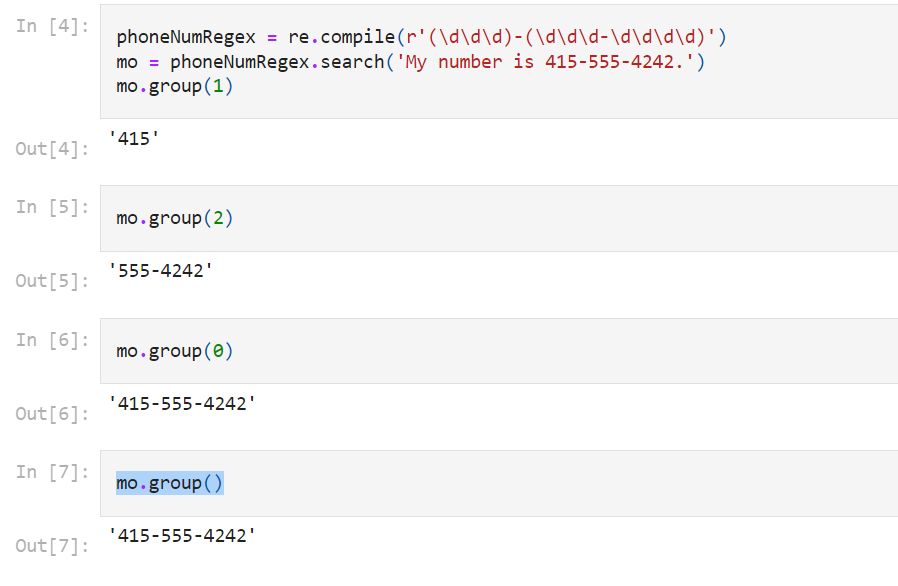 In [4]:
phoneNumRegex = re.compile(r'(\d\d\d)-(\d\d\d-\d\d\d\d)')
mo = phoneNumRegex.search('My number is 415-555-4242.')
mo.group(1)
'415'
Out[4]:
In [5]:
mo.group(2)
'555-4242'
Out[5]:
In [6]:
mo.group(0)
'415-555-4242'
Out[6]:
In [7]:
mo.group()
'415-555-4242'
Out[7]: